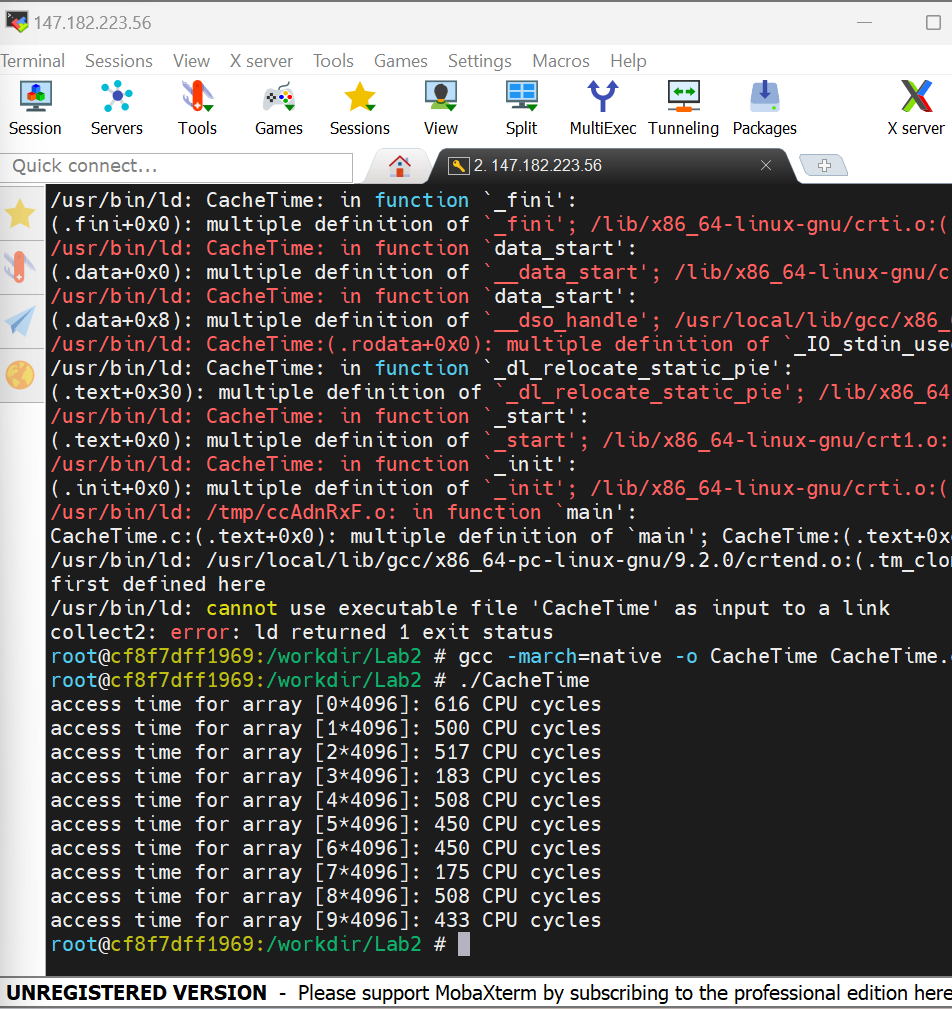 147.182.223.56
Terminal Sessions View X server Tools Games Settings Macros Help
Session Servers Tools Games Sessions View Split MultiExec Tunneling Packages X server
Quick connect...
2. 147.182.223.56
/usr/bin/ld: CacheTime: in function `_fini':
(.fini+0x0): multiple definition of `_fini'; /lib/x86_64-linux-gnu/crti.o:(
/usr/bin/ld: CacheTime: in function `data_start':
(.data+0x0): multiple definition of `__data_start'; /lib/x86_64-linux-gnu/c
/usr/bin/ld: CacheTime: in function `data_start':
(.data+0x8): multiple definition of `__dso_handle'; /usr/local/lib/gcc/x86_
/usr/bin/ld: CacheTime:(.rodata+0x0): multiple definition of `_IO_stdin_use
/usr/bin/ld: CacheTime: in function `_dl_relocate_static_pie':
(.text+0x30): multiple definition of `_dl_relocate_static_pie'; /lib/x86_64
/usr/bin/ld: CacheTime: in function `_start':
(.text+0x0): multiple definition of `_start'; /lib/x86_64-linux-gnu/crt1.o:
/usr/bin/ld: CacheTime: in function `_init':
(.init+0x0): multiple definition of `_init'; /lib/x86_64-linux-gnu/crti.o:(
/usr/bin/ld: /tmp/ccAdnRxF.o: in function `main':
CacheTime.c:(.text+0x0): multiple definition of `main'; CacheTime:(.text+0x
/usr/bin/ld: /usr/local/lib/gcc/x86_64-pc-linux-gnu/9.2.0/crtend.o:(.tm_clo
first defined here
/usr/bin/ld: cannot use executable file 'CacheTime' as input to a link
collect2: error: ld returned 1 exit status
root@cf8f7dff1969:/workdir/Lab2 # gcc -march=native -o CacheTime CacheTime.
root@cf8f7dff1969:/workdir/Lab2 # ./CacheTime
access time for array [0*4096]: 616 CPU cycles
access time for array [1*4096]: 500 CPU cycles
access time for array [2*4096]: 517 CPU cycles
access time for array [3*4096]: 183 CPU cycles
access time for array [4*4096]: 508 CPU cycles
access time for array [5*4096]: 450 CPU cycles
access time for array [6*4096]: 450 CPU cycles
access time for array [7*4096]: 175 CPU cycles
access time for array [8*4096]: 508 CPU cycles
access time for array [9*4096]: 433 CPU cycles
root@cf8f7dff1969:/workdir/Lab2 #
UNREGISTERED VERSION - Please support MobaXterm by subscribing to the professional edition here